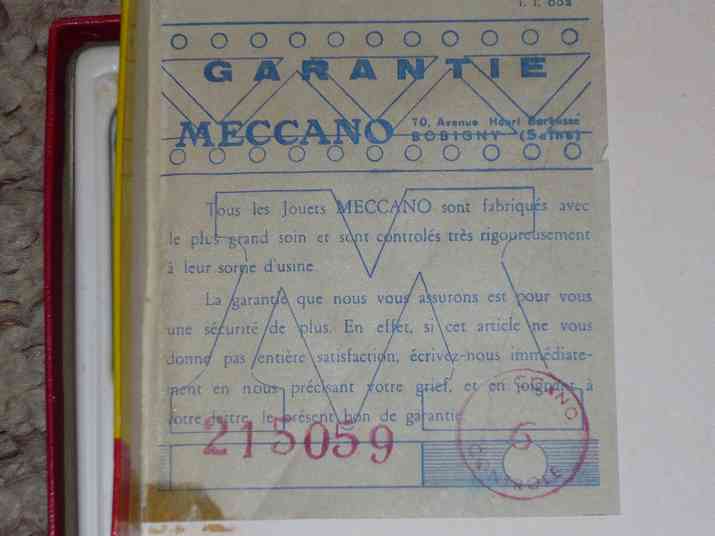 GARANTIE
MECCANO 70, Avenue Henri Barbusse
BOBIGNY (Seine)
Tous les Jouets MECCANO sont fabriqués avec
le plus grand soin et sont controlés très rigoureusement
à leur sortie d'usine.
La garantie que nous vous assurons est pour vous
une sécurité de plus. En effet, si cet article ne vous
donne pas entière satisfaction, écrivez-nous immédiate-
ment en nous précisant votre grief, et en joignant à
votre lettre, le présent bon de garantie.
215059
MECCANO
6
CONTROLE